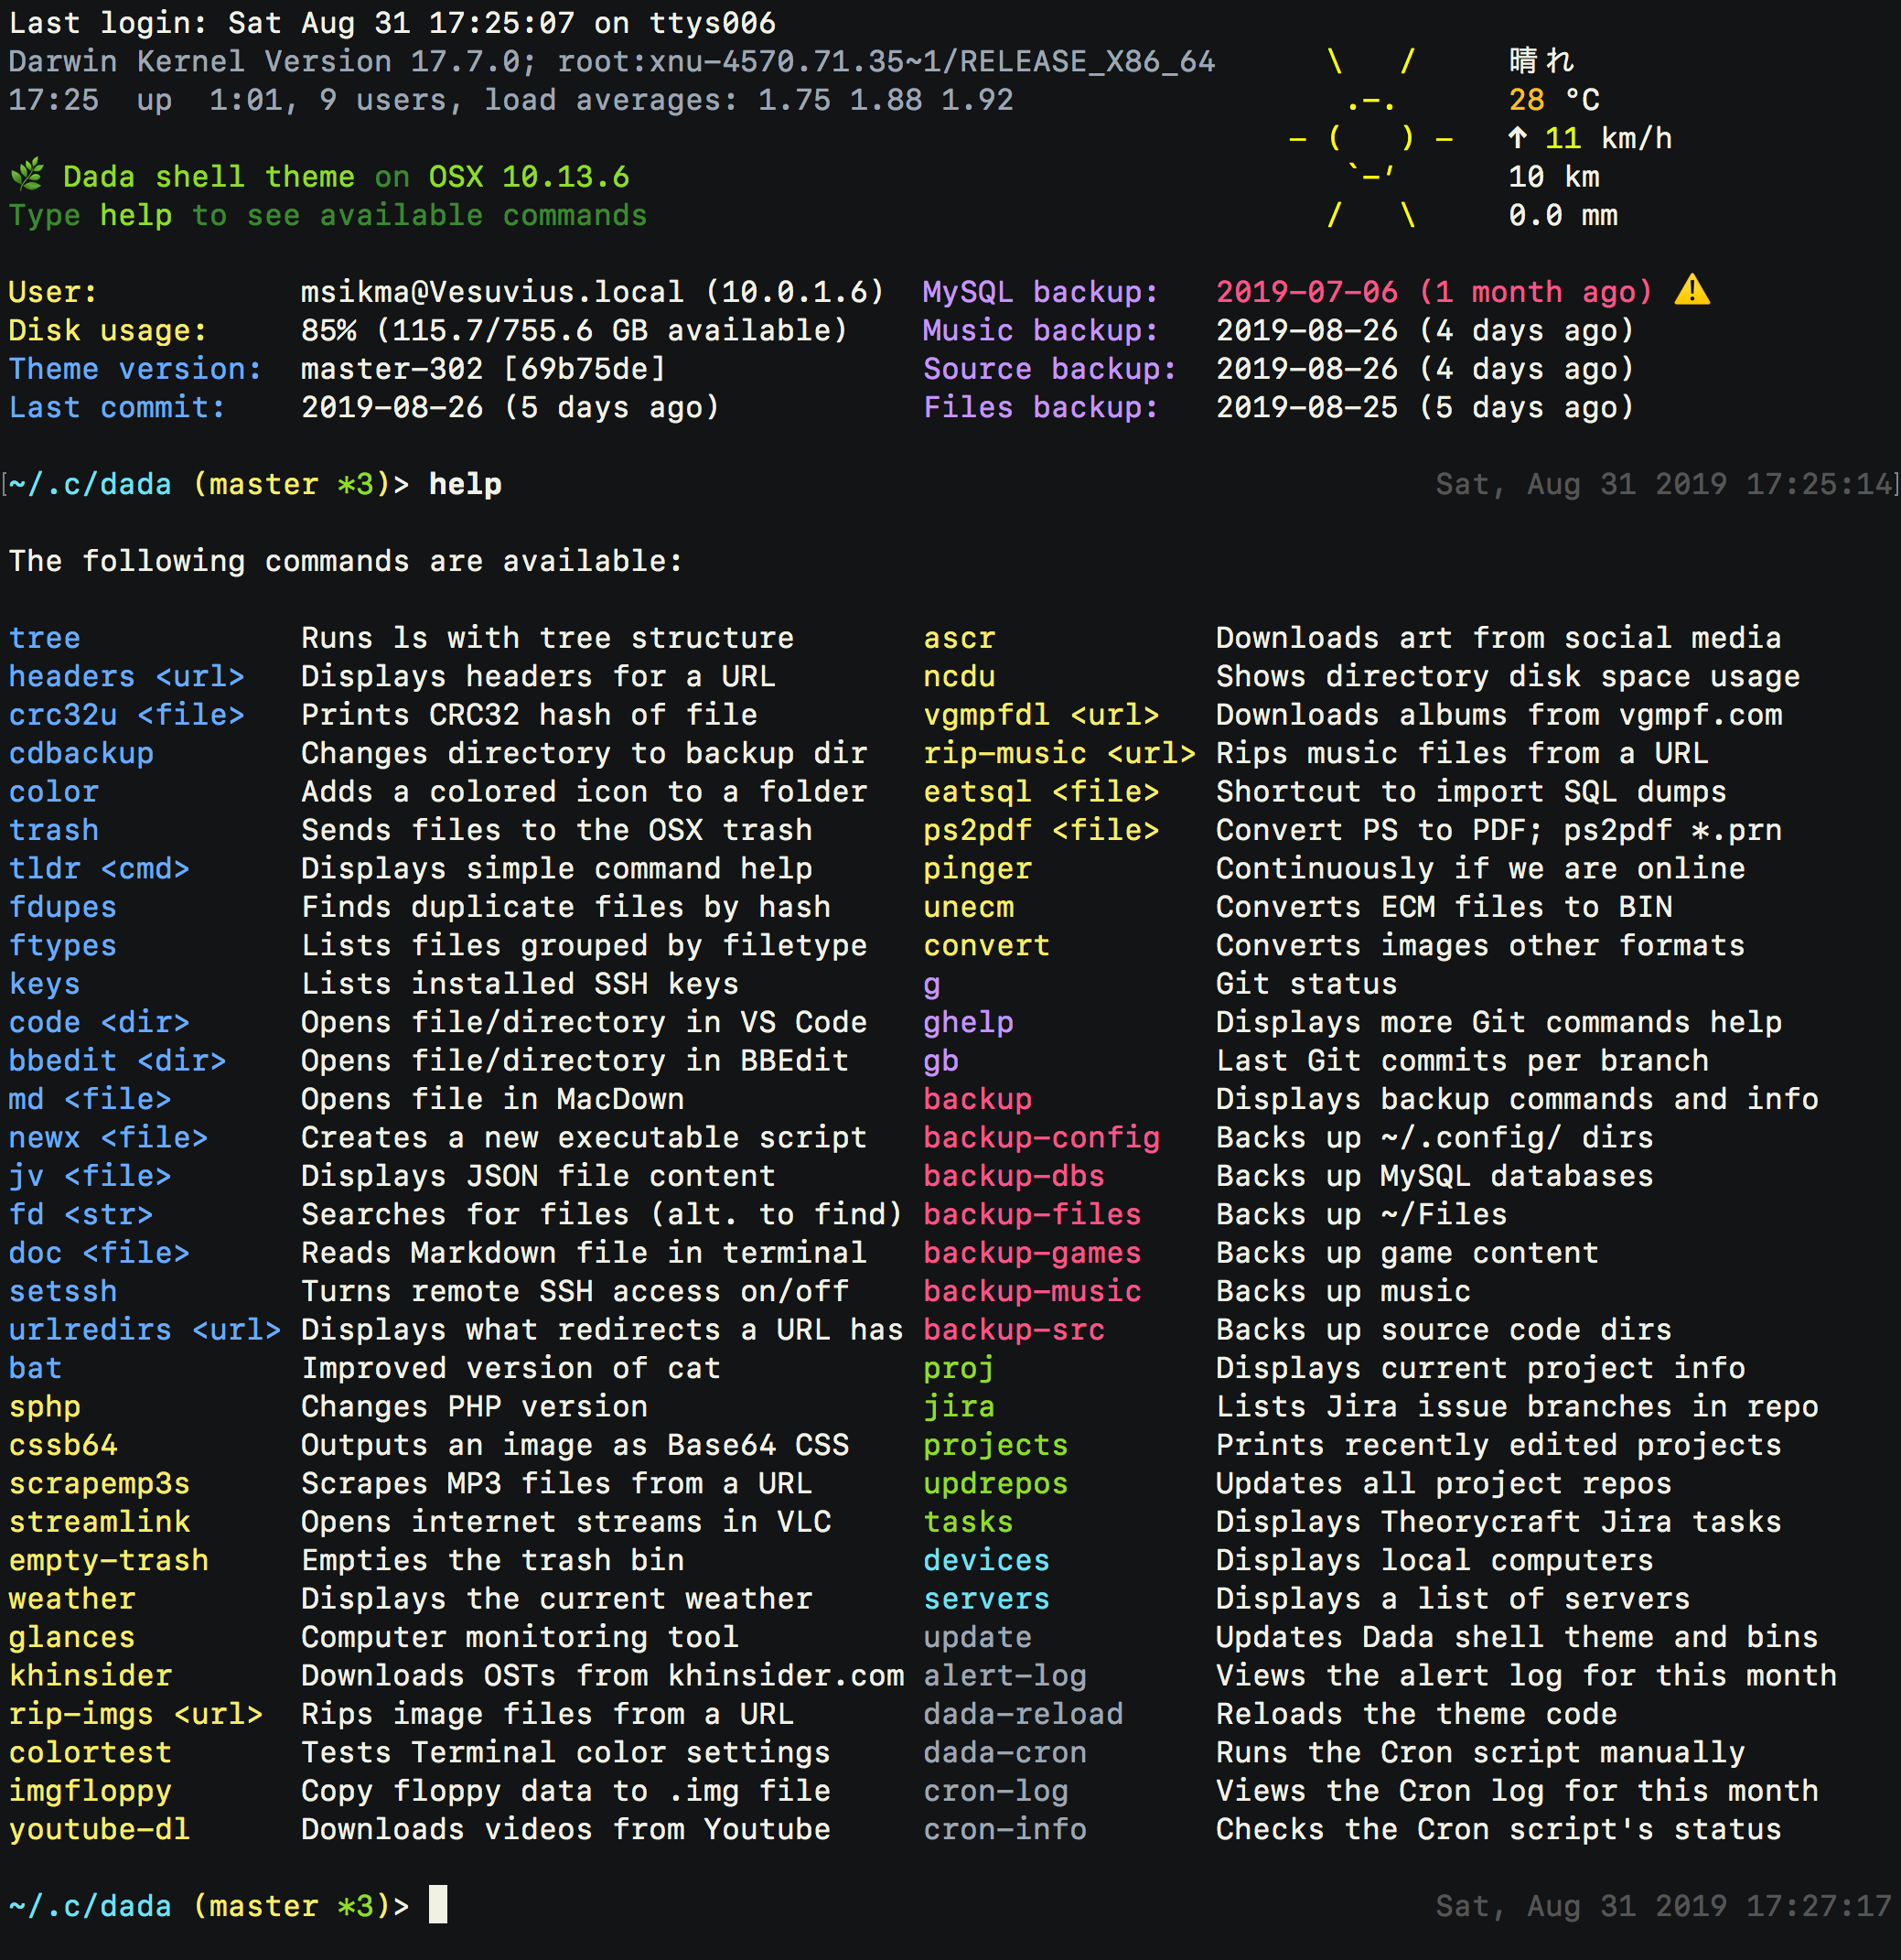 Last login: Sat Aug 31 17:25:07 on ttys006
Darwin Kernel Version 17.7.0; root:xnu-4570.71.35~1/RELEASE_X86_64 \ / 晴れ
17:25 up 1:01, 9 users, load averages: 1.75 1.88 1.92 .-. 28 °C
― ( ) ― ↑ 11 km/h
🌿 Dada shell theme on OSX 10.13.6 `-’ 10 km
Type help to see available commands / \ 0.0 mm
User: msikma@Vesuvius.local (10.0.1.6) MySQL backup: 2019-07-06 (1 month ago) ⚠️
Disk usage: 85% (115.7/755.6 GB available) Music backup: 2019-08-26 (4 days ago)
Theme version: master-302 [69b75de] Source backup: 2019-08-26 (4 days ago)
Last commit: 2019-08-26 (5 days ago) Files backup: 2019-08-25 (5 days ago)
~/.c/dada (master *3)> help Sat, Aug 31 2019 17:25:14
The following commands are available:
tree Runs ls with tree structure ascr Downloads art from social media
headers <url> Displays headers for a URL ncdu Shows directory disk space usage
crc32u <file> Prints CRC32 hash of file vgmpfdl <url> Downloads albums from vgmpf.com
cdbackup Changes directory to backup dir rip-music <url> Rips music files from a URL
color Adds a colored icon to a folder eatsql <file> Shortcut to import SQL dumps
trash Sends files to the OSX trash ps2pdf <file> Convert PS to PDF; ps2pdf *.prn
tldr <cmd> Displays simple command help pinger Continuously if we are online
fdupes Finds duplicate files by hash unecm Converts ECM files to BIN
ftypes Lists files grouped by filetype convert Converts images other formats
keys Lists installed SSH keys g Git status
code <dir> Opens file/directory in VS Code ghelp Displays more Git commands help
bbedit <dir> Opens file/directory in BBEdit gb Last Git commits per branch
md <file> Opens file in MacDown backup Displays backup commands and info
newx <file> Creates a new executable script backup-config Backs up ~/.config/ dirs
jv <file> Displays JSON file content backup-dbs Backs up MySQL databases
fd <str> Searches for files (alt. to find) backup-files Backs up ~/Files
doc <file> Reads Markdown file in terminal backup-games Backs up game content
setssh Turns remote SSH access on/off backup-music Backs up music
urlredirs <url> Displays what redirects a URL has backup-src Backs up source code dirs
bat Improved version of cat proj Displays current project info
sphp Changes PHP version jira Lists Jira issue branches in repo
cssb64 Outputs an image as Base64 CSS projects Prints recently edited projects
scrapemp3s Scrapes MP3 files from a URL updrepos Updates all project repos
streamlink Opens internet streams in VLC tasks Displays Theorycraft Jira tasks
empty-trash Empties the trash bin devices Displays local computers
weather Displays the current weather servers Displays a list of servers
glances Computer monitoring tool update Updates Dada shell theme and bins
khinsider Downloads OSTs from khinsider.com alert-log Views the alert log for this month
rip-imgs <url> Rips image files from a URL dada-reload Reloads the theme code
colortest Tests Terminal color settings dada-cron Runs the Cron script manually
imgfloppy Copy floppy data to .img file cron-log Views the Cron log for this month
youtube-dl Downloads videos from Youtube cron-info Checks the Cron script's status
~/.c/dada (master *3)> Sat, Aug 31 2019 17:27:17